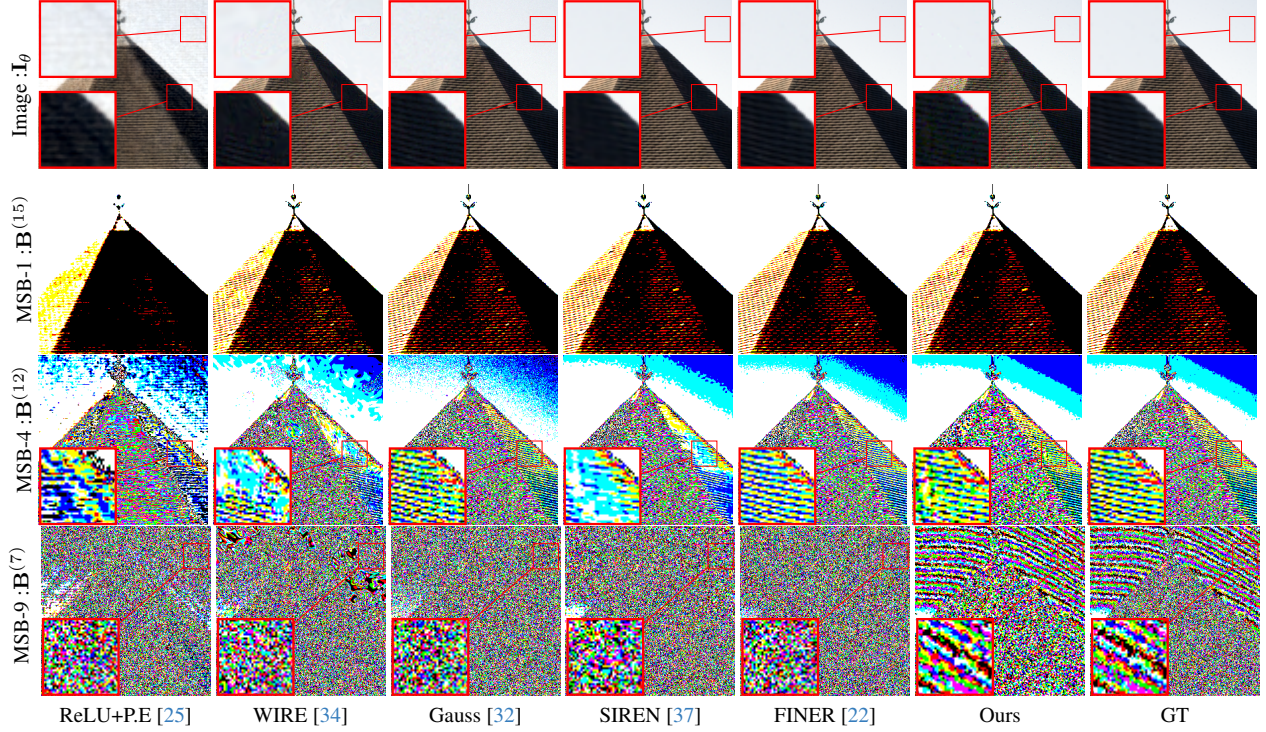 Image :I_θ
MSB-1 :B^(15)
MSB-4 :B^(12)
MSB-9 :B^(7)
ReLU+P.E [25] WIRE [34] Gauss [32] SIREN [37] FINER [22] Ours GT